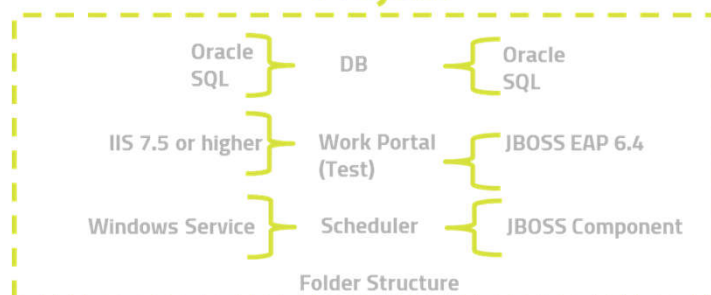 Oracle
SQL
DB
Oracle
SQL
IIS 7.5 or higher
Work Portal
(Test)
JBOSS EAP 6.4
Windows Service
Scheduler
JBOSS Component
Folder Structure